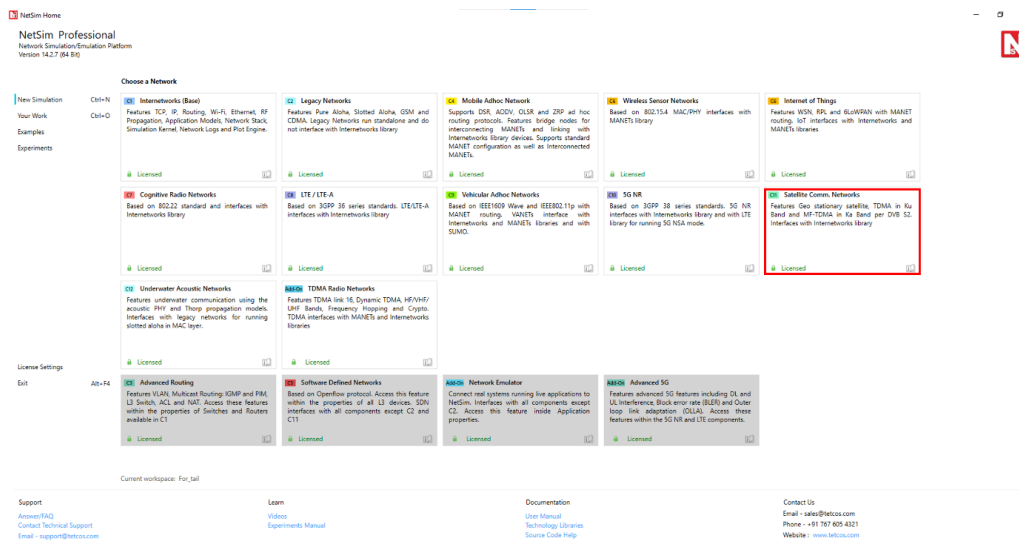 NetSim Home
NetSim Professional
Network Simulation/Emulation Platform
Version 14.2.7 (64 Bit)
Choose a Network
New Simulation Ctrl+N
Your Work Ctrl+O
Examples
Experiments
License Settings
Exit Alt+F4
C1 Internetworks (Base)
Features TCP, IP, Routing, Wi-Fi, Ethernet, RF
Propagation, Application Models, Network Stack,
Simulation Kernel, Network Logs and Plot Engine.
Licensed
C2 Legacy Networks
Features Pure Aloha, Slotted Aloha, GSM and
CDMA. Legacy Networks run standalone and do
not interface with Internetworks library
Licensed
C4 Mobile Adhoc Network
Supports DSR, AODV, OLSR and ZRP ad hoc
routing protocols. Features bridge nodes for
interconnecting MANETs and linking with
Internetworks library devices. Supports standard
MANET configuration as well as Interconnected
MANETs.
Licensed
Wireless Sensor Networks
Based on 802.15.4 MAC/PHY interfaces with
MANETs library
Licensed
Internet of Things
Features WSN, RPL and 6LoWPAN with MANET
routing. IoT interfaces with Internetworks and
MANETs libraries
Licensed
C7 Cognitive Radio Networks
Based on 802.22 standard and interfaces with
Internetworks library
Licensed
C8 LTE / LTE-A
Based on 3GPP 36 series standards. LTE/LTE-A
interfaces with Internetworks library
Licensed
C9 Vehicular Adhoc Networks
Based on IEEE1609 Wave and IEEE802.11p with
MANET routing. VANETs interface with
Internetworks and MANETs libraries and with
SUMO.
Licensed
C10 5G NR
Based on 3GPP 38 series standards. 5G NR
interfaces with Internetworks library and with LTE
library for running 5G NSA mode.
Licensed
C11 Satellite Comm. Networks
Features Geo stationary satellite, TDMA in Ku
Band and MF-TDMA in Ka Band per DVB S2.
Interfaces with Internetworks library
Licensed
C12 Underwater Acoustic Networks
Features underwater communication using the
acoustic PHY and Thorp propagation models.
Interfaces with legacy networks for running
slotted aloha in MAC layer.
Licensed
Add-On TDMA Radio Networks
Features TDMA link 16, Dynamic TDMA, HF/VHF/
UHF Bands, Frequency Hopping and Crypto.
TDMA interfaces with MANETs and Internetworks
libraries
Licensed
Advanced Routing
Features VLAN, Multicast Routing: IGMP and PIM,
L3 Switch, ACL and NAT. Access these features
within the properties of Switches and Routers
available in C1
Licensed
Software Defined Networks
Based on Openflow protocol. Access this feature
within the properties of all L3 devices. SDN
interfaces with all components except C2 and
C11
Licensed
Add-On Network Emulator
Connect real systems running live applications to
NetSim. Interfaces with all components except
C2. Access this feature inside Application
properties.
Licensed
Add-On Advanced 5G
Features advanced 5G features including DL and
UL Interference, Block error rate (BLER) and Outer
loop link adaptation (OLLA). Access these
features within the 5G NR and LTE components.
Licensed
Current workspace: For_tail
Support
Answer/FAQ
Contact Technical Support
Email - support@tetcos.com
Learn
Videos
Experiments Manual
Documentation
User Manual
Technology Libraries
Source Code Help
Contact Us
Email - sales@tetcos.com
Phone - +91 767 605 4321
Website : www.tetcos.com